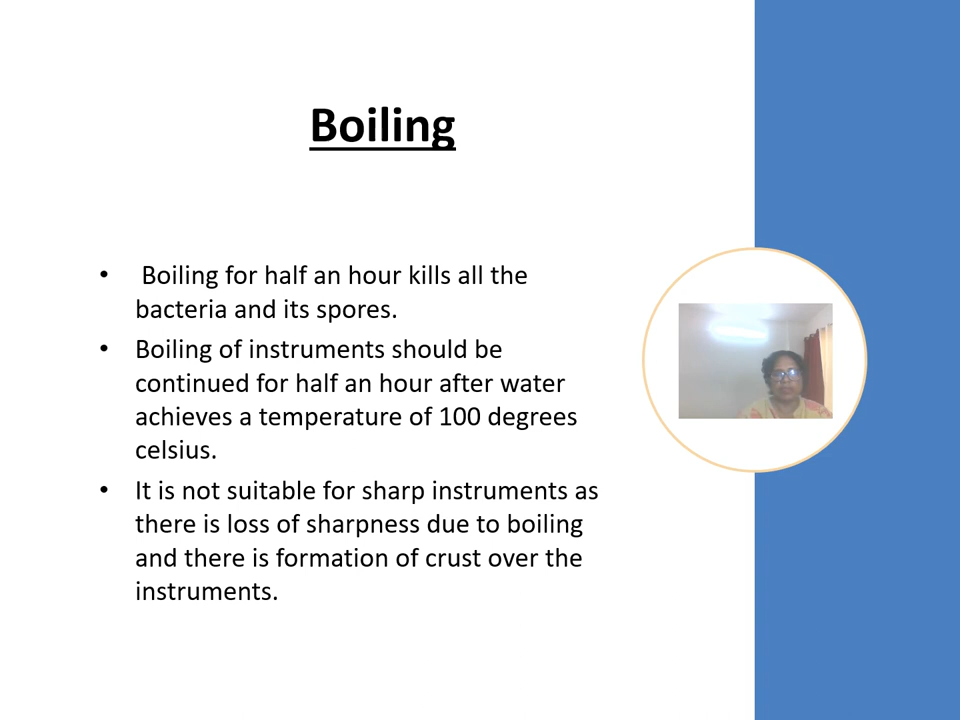 Boiling
• Boiling for half an hour kills all the
bacteria and its spores.
• Boiling of instruments should be
continued for half an hour after water
achieves a temperature of 100 degrees
celsius.
• It is not suitable for sharp instruments as
there is loss of sharpness due to boiling
and there is formation of crust over the
instruments.